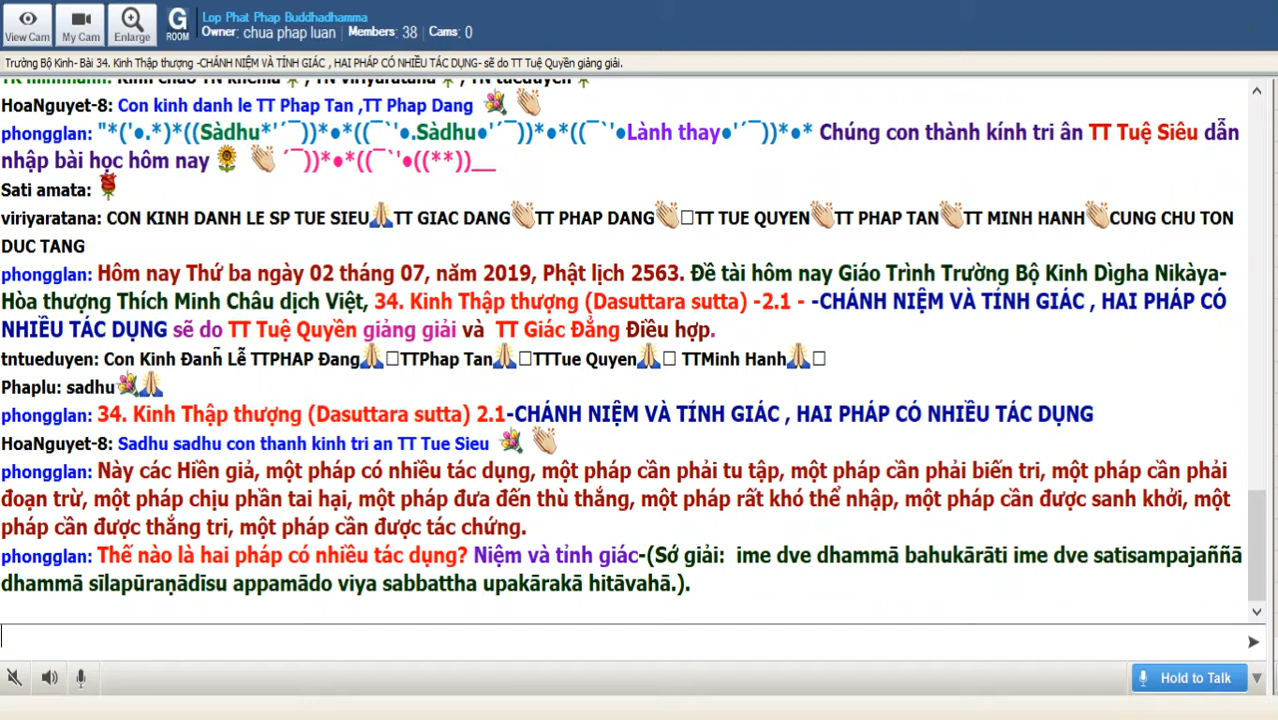 Lop Phat Phap Buddhadhamma
View Cam
My Cam
Enlarge
G
ROOM
Owner: chua phap luan Members: 38 Cams: 0
Trường Bộ Kinh- Bài 34. Kinh Thập thượng -CHÁNH NIỆM VÀ TỈNH GIÁC , HAI PHÁP CÓ NHIỀU TÁC DỤNG- sẽ do TT Tuệ Quyền giảng giải.
HoaNguyet-8: Con kinh danh le TT Phap Tan ,TT Phap Dang
phongglan: "*('●.*)*((Sàdhu*'´¯))*●*((¯`'●.Sàdhu●'´¯))*●*((¯`'●Lành thay●'´¯))*●* Chúng con thành kính tri ân TT Tuệ Siêu dẫn
nhập bài học hôm nay ´¯))*●*((¯`'●((**))__
Sati amata:
viriyaratana: CON KINH DANH LE SP TUE SIEU TT GIAC DANG TT PHAP DANG TT TUE QUYEN TT PHAP TAN TT MINH HANH CUNG CHU TON
DUC TANG
phongglan: Hôm nay Thứ ba ngày 02 tháng 07, năm 2019, Phật lịch 2563. Đề tài hôm nay Giáo Trình Trường Bộ Kinh Dìgha Nikàya-
Hòa thượng Thích Minh Châu dịch Việt, 34. Kinh Thập thượng (Dasuttara sutta) -2.1 - -CHÁNH NIỆM VÀ TỈNH GIÁC , HAI PHÁP CÓ
NHIỀU TÁC DỤNG sẽ do TT Tuệ Quyền giảng giải và TT Giác Đẳng Điều hợp.
tntueduyen: Con Kinh Đanh̃ Lễ TTPHAP Đang TTPhap Tan TTTue Quyen TTMinh Hanh
Phaplu: sadhu
phongglan: 34. Kinh Thập thượng (Dasuttara sutta) 2.1-CHÁNH NIỆM VÀ TỈNH GIÁC , HAI PHÁP CÓ NHIỀU TÁC DỤNG
HoaNguyet-8: Sadhu sadhu con thanh kinh tri an TT Tue Sieu
phongglan: Này các Hiền giả, một pháp có nhiều tác dụng, một pháp cần phải tu tập, một pháp cần phải biến tri, một pháp cần phải
đoạn trừ, một pháp chịu phần tai hại, một pháp đưa đến thù thắng, một pháp rất khó thể nhập, một pháp cần được sanh khởi, một
pháp cần được thắng tri, một pháp cần được tác chứng.
phongglan: Thế nào là hai pháp có nhiều tác dụng? Niệm và tỉnh giác-(Sớ giải: ime dve dhammā bahukārāti ime dve satisampajaññā
dhammā sīlapūraṇādīsu appamādo viya sabbattha upakārakā hitāvahā.).
Hold to Talk